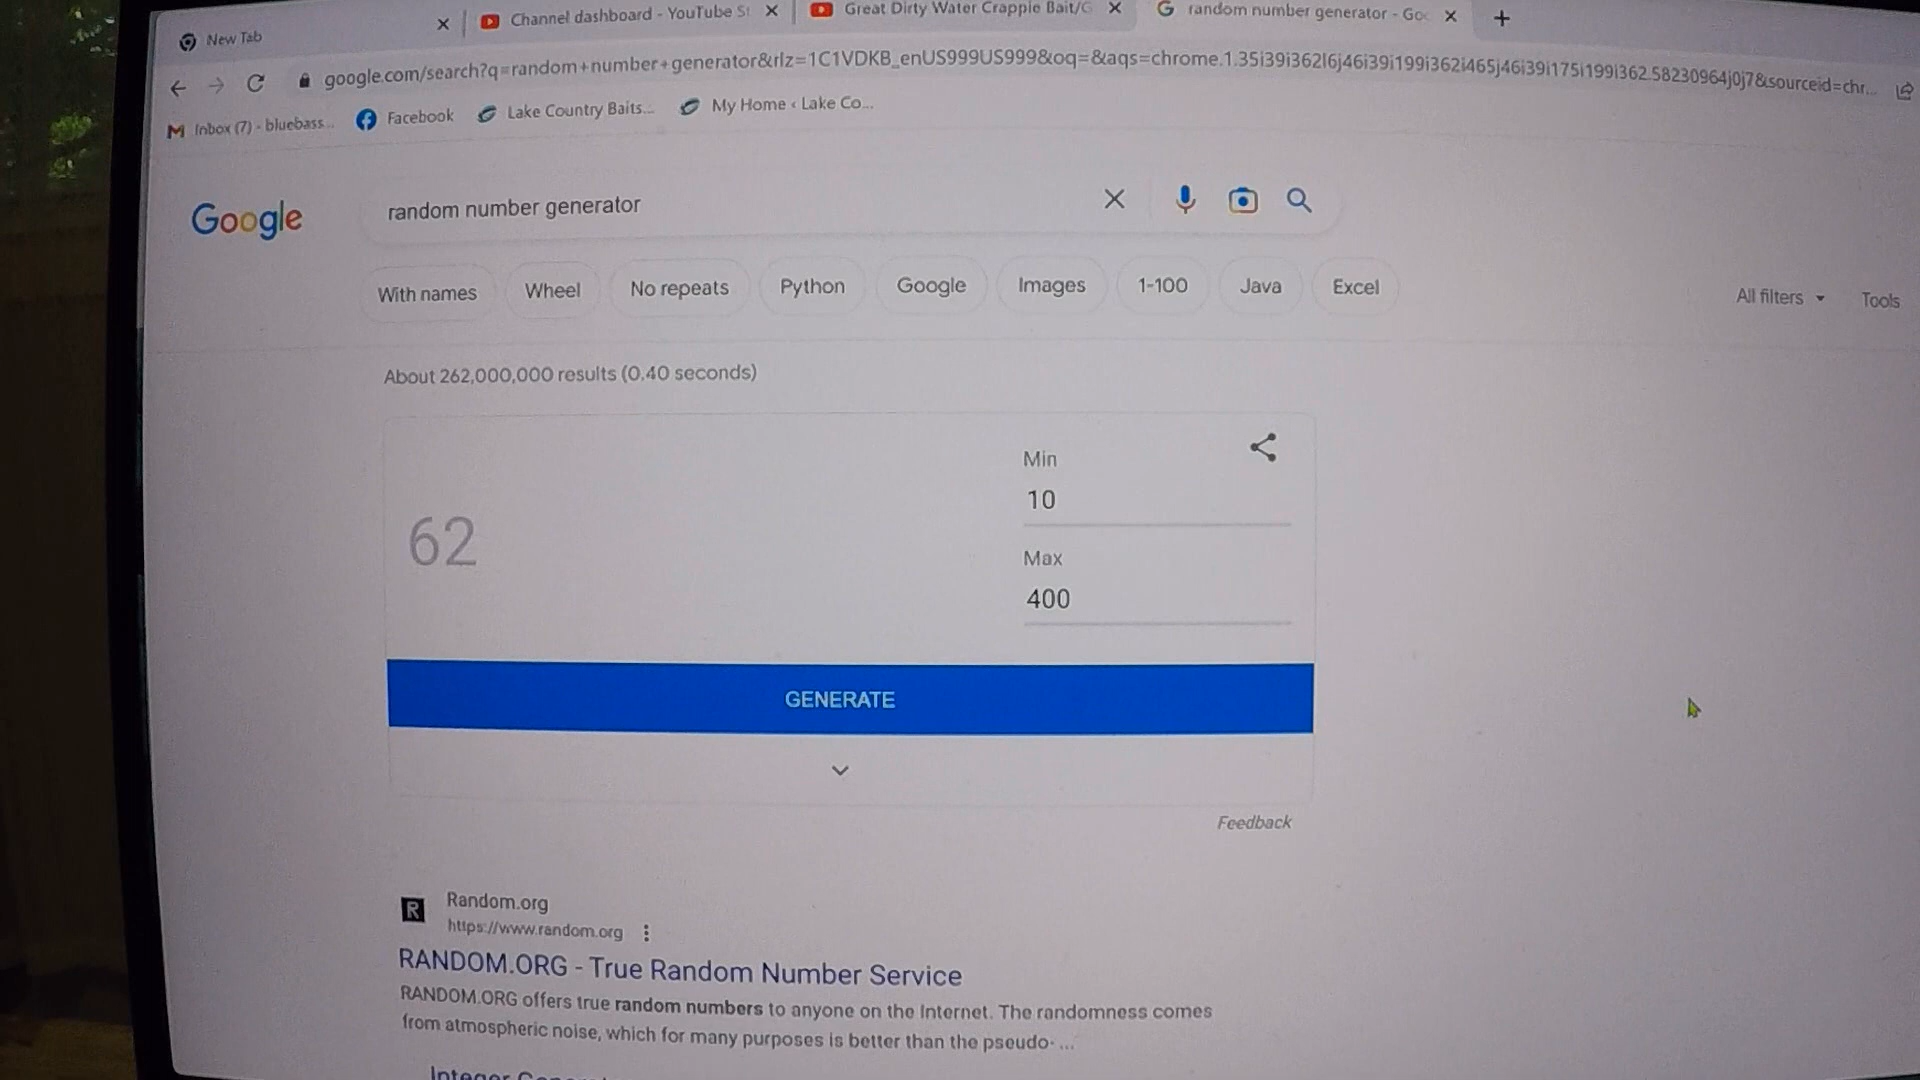 New Tab
Channel dashboard - YouTube St
Great Dirty Water Crappie Bait/G
random number generator - Goo
google.com/search?q=random+number+generator&rlz=1C1VDKB_enUS999US999&oq=&aqs=chrome.1.35i39i362l6j46i39i199i362i465j46i39i175i199i362.58230964j0j7&sourceid=chr...
Inbox (7) - bluebass...
Facebook
Lake Country Baits...
My Home ‹ Lake Co...
Google
random number generator
With names
Wheel
No repeats
Python
Google
Images
1-100
Java
Excel
All filters
Tools
About 262,000,000 results (0.40 seconds)
Min
10
62
Max
400
GENERATE
Feedback
R
Random.org
https://www.random.org
RANDOM.ORG - True Random Number Service
RANDOM.ORG offers true random numbers to anyone on the Internet. The randomness comes
from atmospheric noise, which for many purposes is better than the pseudo- ...
Integer